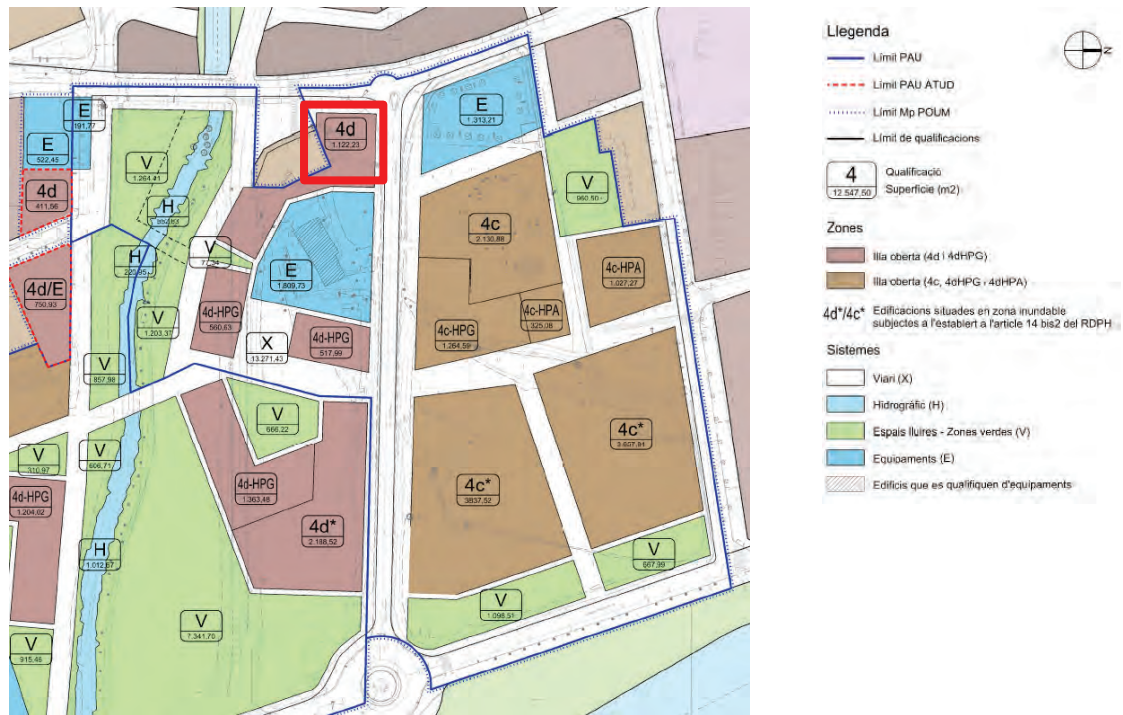 E
191,77
E
522,45
4d
411,56
4d/E
750,93
V
1.264,41
H
V
H
V
1.203,37
V
857,98
4d
1.122,23
E
1.313,21
V
960,50
4c
2.130,88
4c-HPA
1.027,27
4c-HPA
325,08
4c-HPG
1.264,59
E
1.809,73
4d-HPG
560,63
4d-HPG
517,99
X
13.271,43
V
666,22
4d-HPG
1.363,48
4d*
2.188,52
4c*
3837,52
4c*
V
667,99
V
1.098,51
V
310,97
V
606,71
4d-HPG
1.204,02
H
1.012,67
V
7.341,70
V
915,48
Llegenda
N
Límit PAU
Límit PAU ATUD
Límit Mp POUM
Límit de qualificacions
4
12.547,50
Qualificació
Superfície (m2)
Zones
Illa oberta (4d i 4dHPG)
Illa oberta (4c, 4dHPG i 4dHPA)
4d*/4c* Edificacions situades en zona inundable
subjectes a l'establert a l'article 14 bis2 del RDPH
Sistemes
Viari (X)
Hidrogràfic (H)
Espais lliures - Zones verdes (V)
Equipaments (E)
Edificis que es qualifiquen d'equipaments